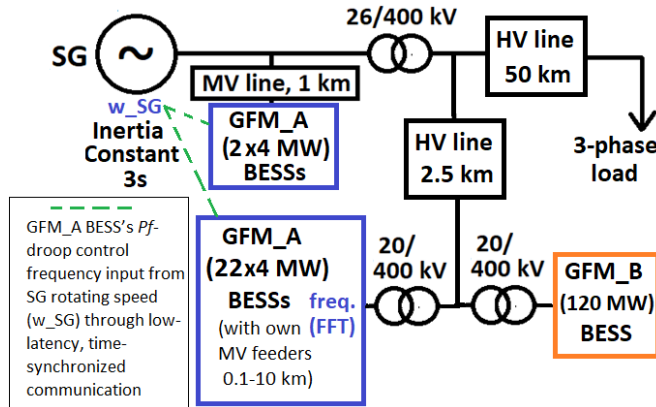 26/400 kV
SG
~
HV line
50 km
MV line, 1 km
w_SG
Inertia
Constant
3s
GFM_A
(2x4 MW)
BESSs
HV line
2.5 km
3-phase
load
GFM_A BESS's Pf-
droop control
frequency input from
SG rotating speed
(w_SG) through low-
latency, time-
synchronized
communication
GFM_A
(22x4 MW)
BESSs freq.
(with own (FFT)
MV feeders
0.1-10 km)
20/
400 kV
20/
400 kV
GFM_B
(120 MW)
BESS